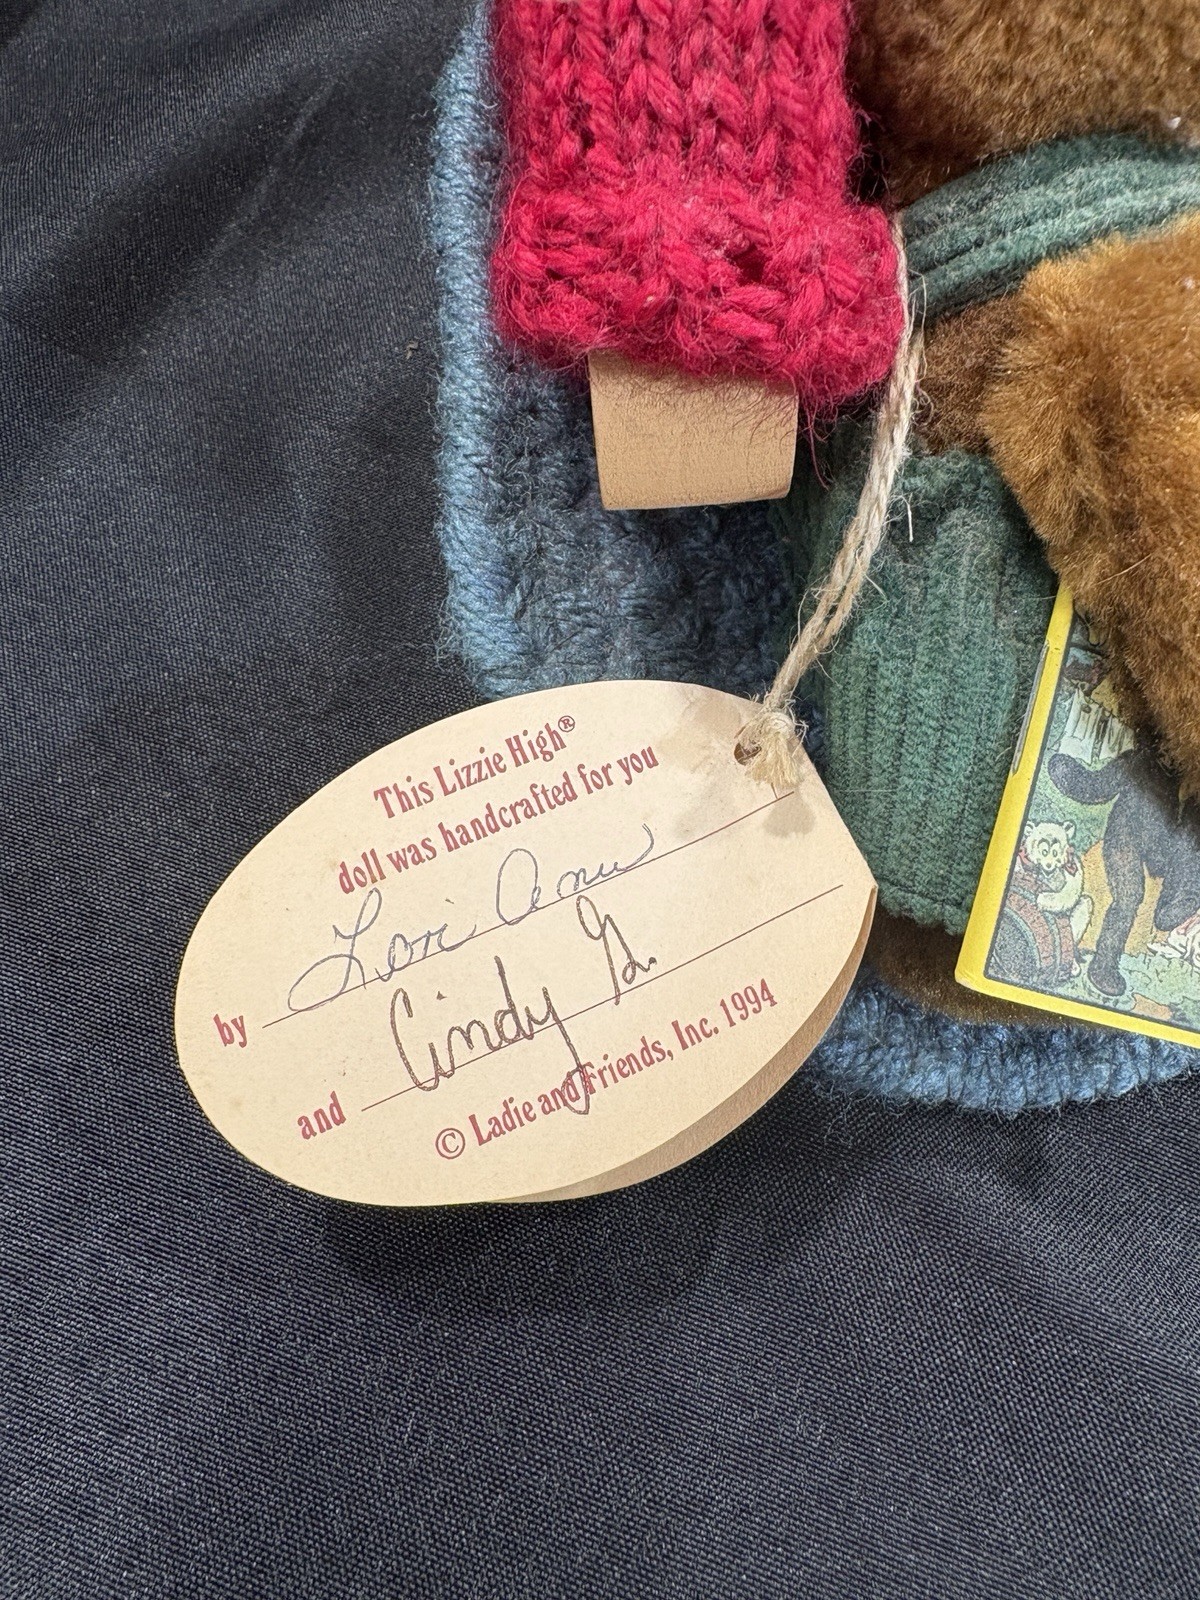 This Lizzie High®
doll was handcrafted for you
by Lori Ann
and Cindy G.
© Ladie and Friends, Inc. 1994